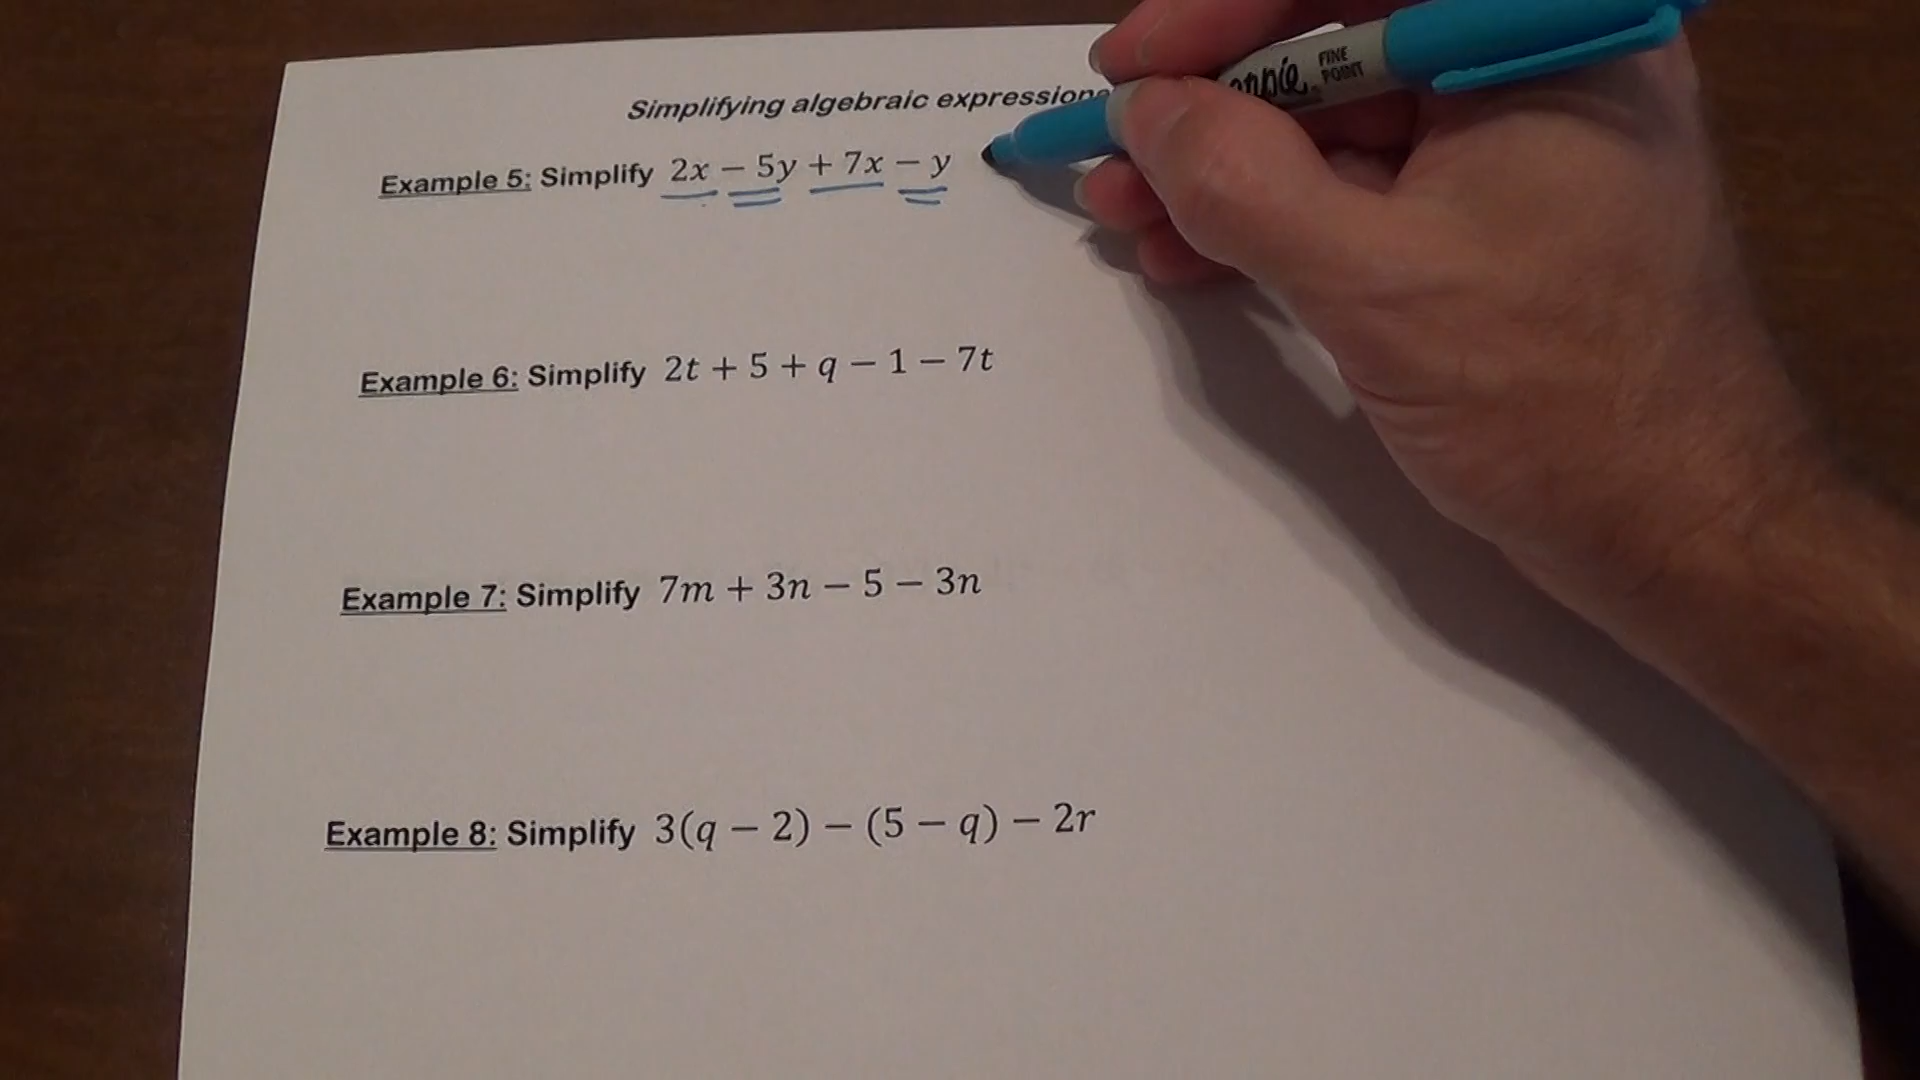 Simplifying algebraic expressions
Example 5: Simplify 2x − 5y + 7x − y
Example 6: Simplify 2t + 5 + q − 1 − 7t
Example 7: Simplify 7m + 3n − 5 − 3n
Example 8: Simplify 3(q − 2) − (5 − q) − 2r
FINE
POINT